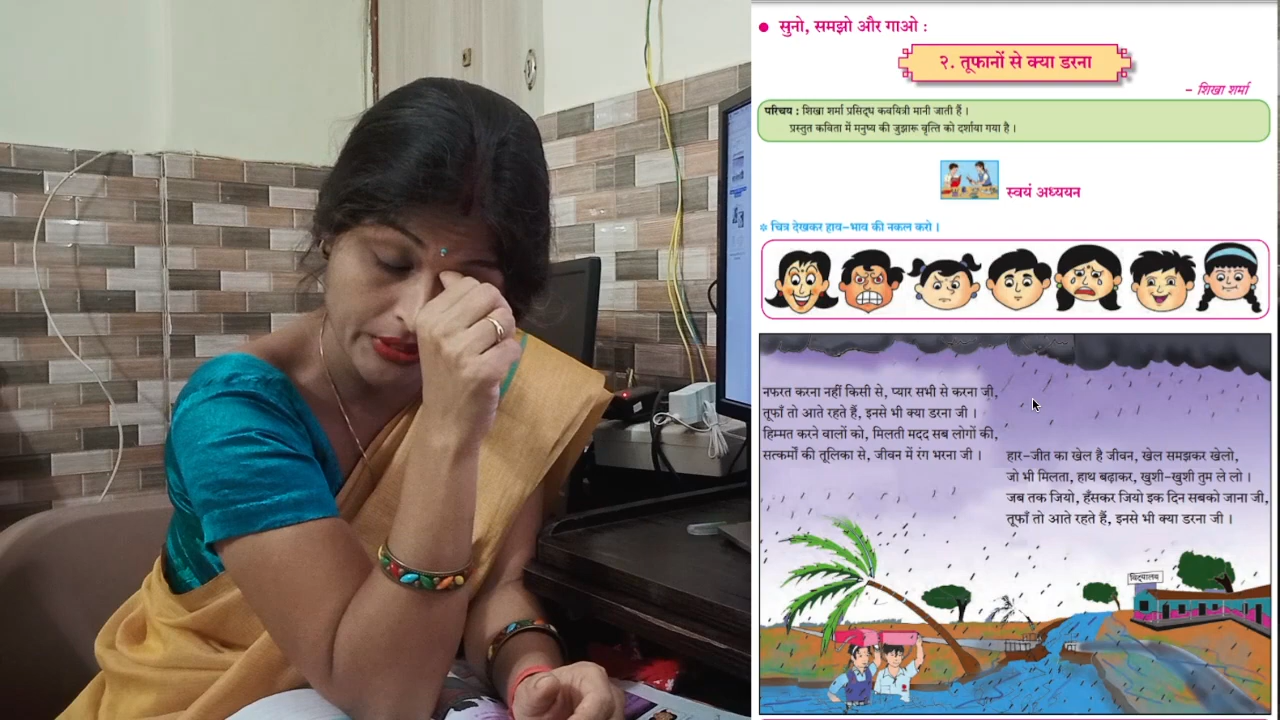 सुनो, समझो और गाओ :
२. तूफानों से क्या डरना
– शिखा शर्मा
परिचय : शिखा शर्मा प्रसिद्ध कवयित्री मानी जाती हैं ।
प्रस्तुत कविता में मनुष्य की जुझारू वृत्ति को दर्शाया गया है ।
स्वयं अध्ययन
* चित्र देखकर हाव-भाव की नकल करो ।
नफरत करना नहीं किसी से, प्यार सभी से करना जी,
तूफाँ तो आते रहते हैं, इनसे भी क्या डरना जी ।
हिम्मत करने वालों को, मिलती मदद सब लोगों की,
सत्कर्मों की तूलिका से, जीवन में रंग भरना जी ।
हार-जीत का खेल है जीवन, खेल समझकर खेलो,
जो भी मिलता, हाथ बढ़ाकर, खुशी-खुशी तुम ले लो ।
जब तक जियो, हँसकर जियो इक दिन सबको जाना जी,
तूफाँ तो आते रहते हैं, इनसे भी क्या डरना जी ।
विद्यालय